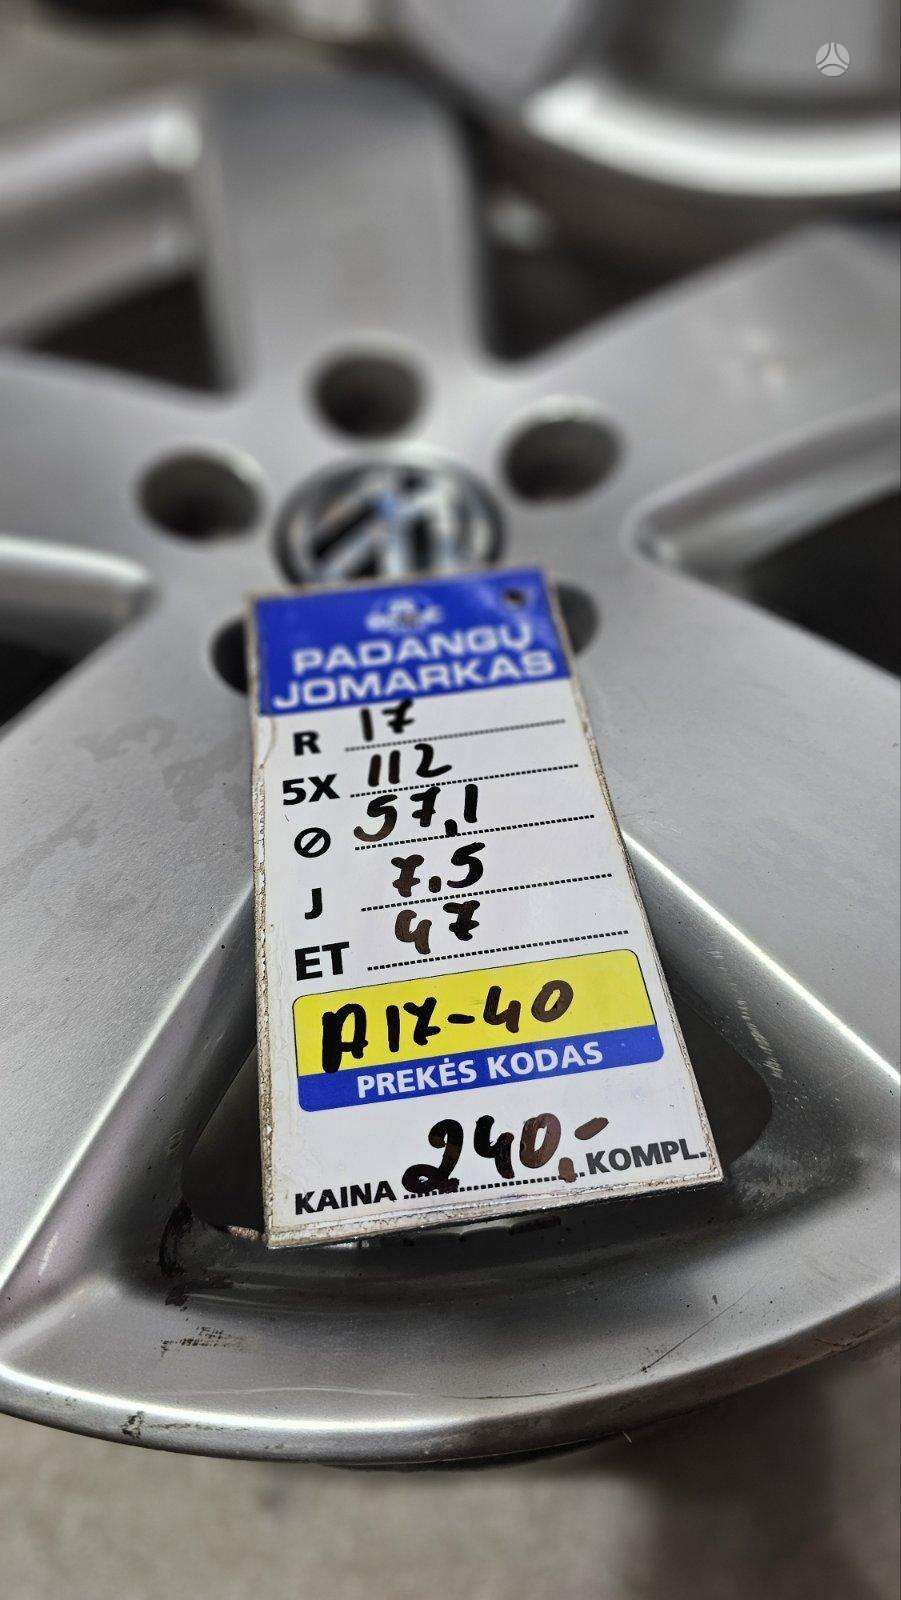 PADANGŲ
JOMARKAS
R 17
5X 112
⌀ 57,1
J 7.5
ET 47
A17-40
PREKĖS KODAS
KAINA 240,- KOMPL.